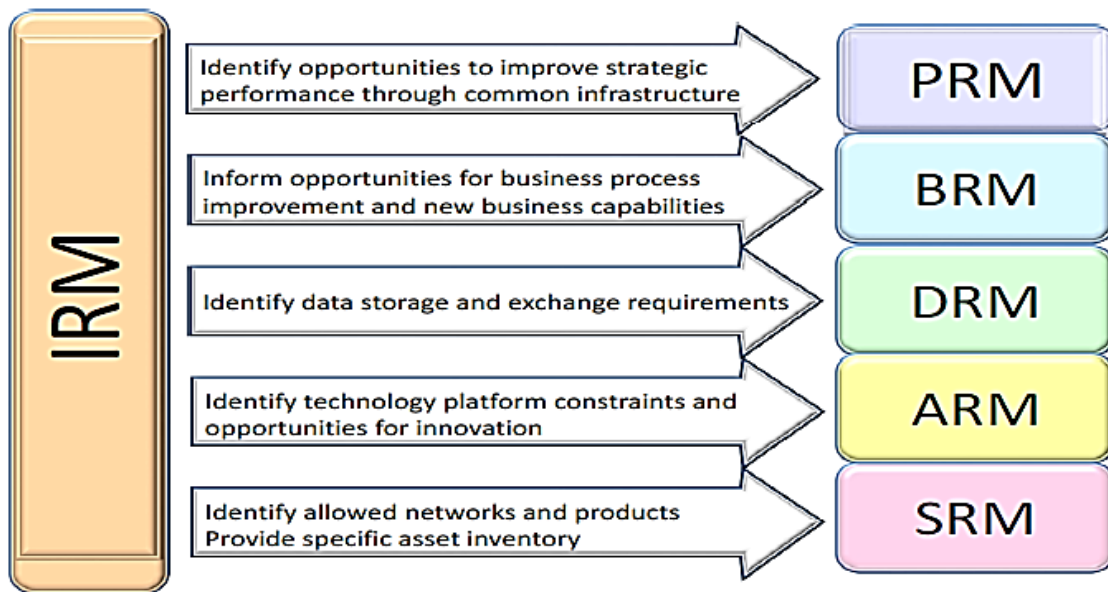 IRM
Identify opportunities to improve strategic
performance through common infrastructure
PRM
Inform opportunities for business process
improvement and new business capabilities
BRM
Identify data storage and exchange requirements
DRM
Identify technology platform constraints and
opportunities for innovation
ARM
Identify allowed networks and products
Provide specific asset inventory
SRM